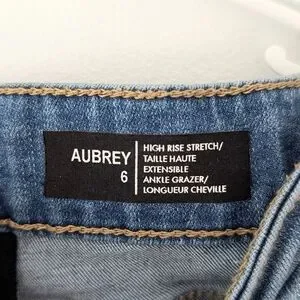 AUBREY
6
HIGH RISE STRETCH/
TAILLE HAUTE
EXTENSIBLE
ANKLE GRAZER/
LONGUEUR CHEVILLE